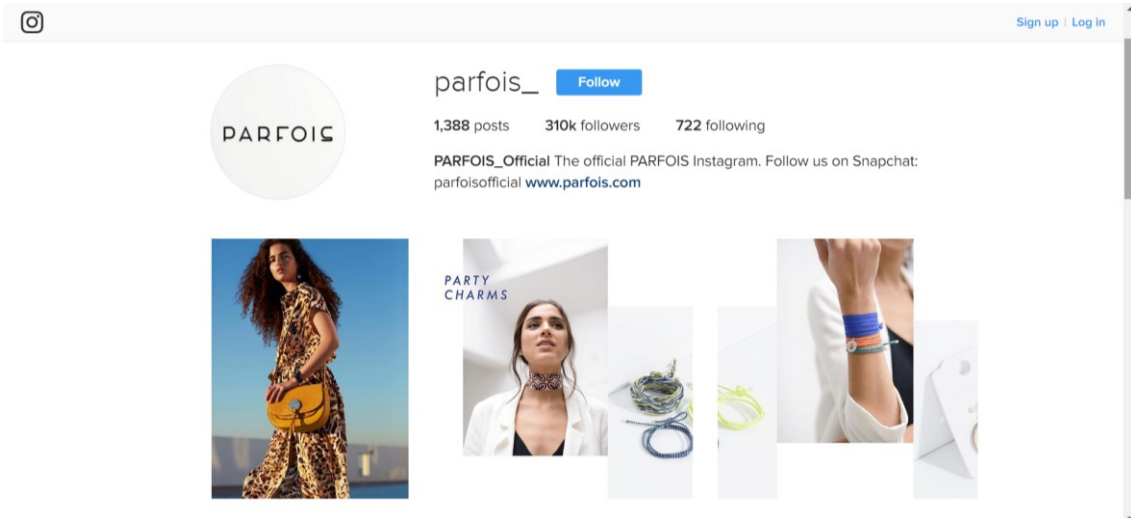 Sign up | Log in
PARFOIS
parfois_ Follow
1,388 posts 310k followers 722 following
PARFOIS_Official The official PARFOIS Instagram. Follow us on Snapchat:
parfoisofficial www.parfois.com
PARTY
CHARMS